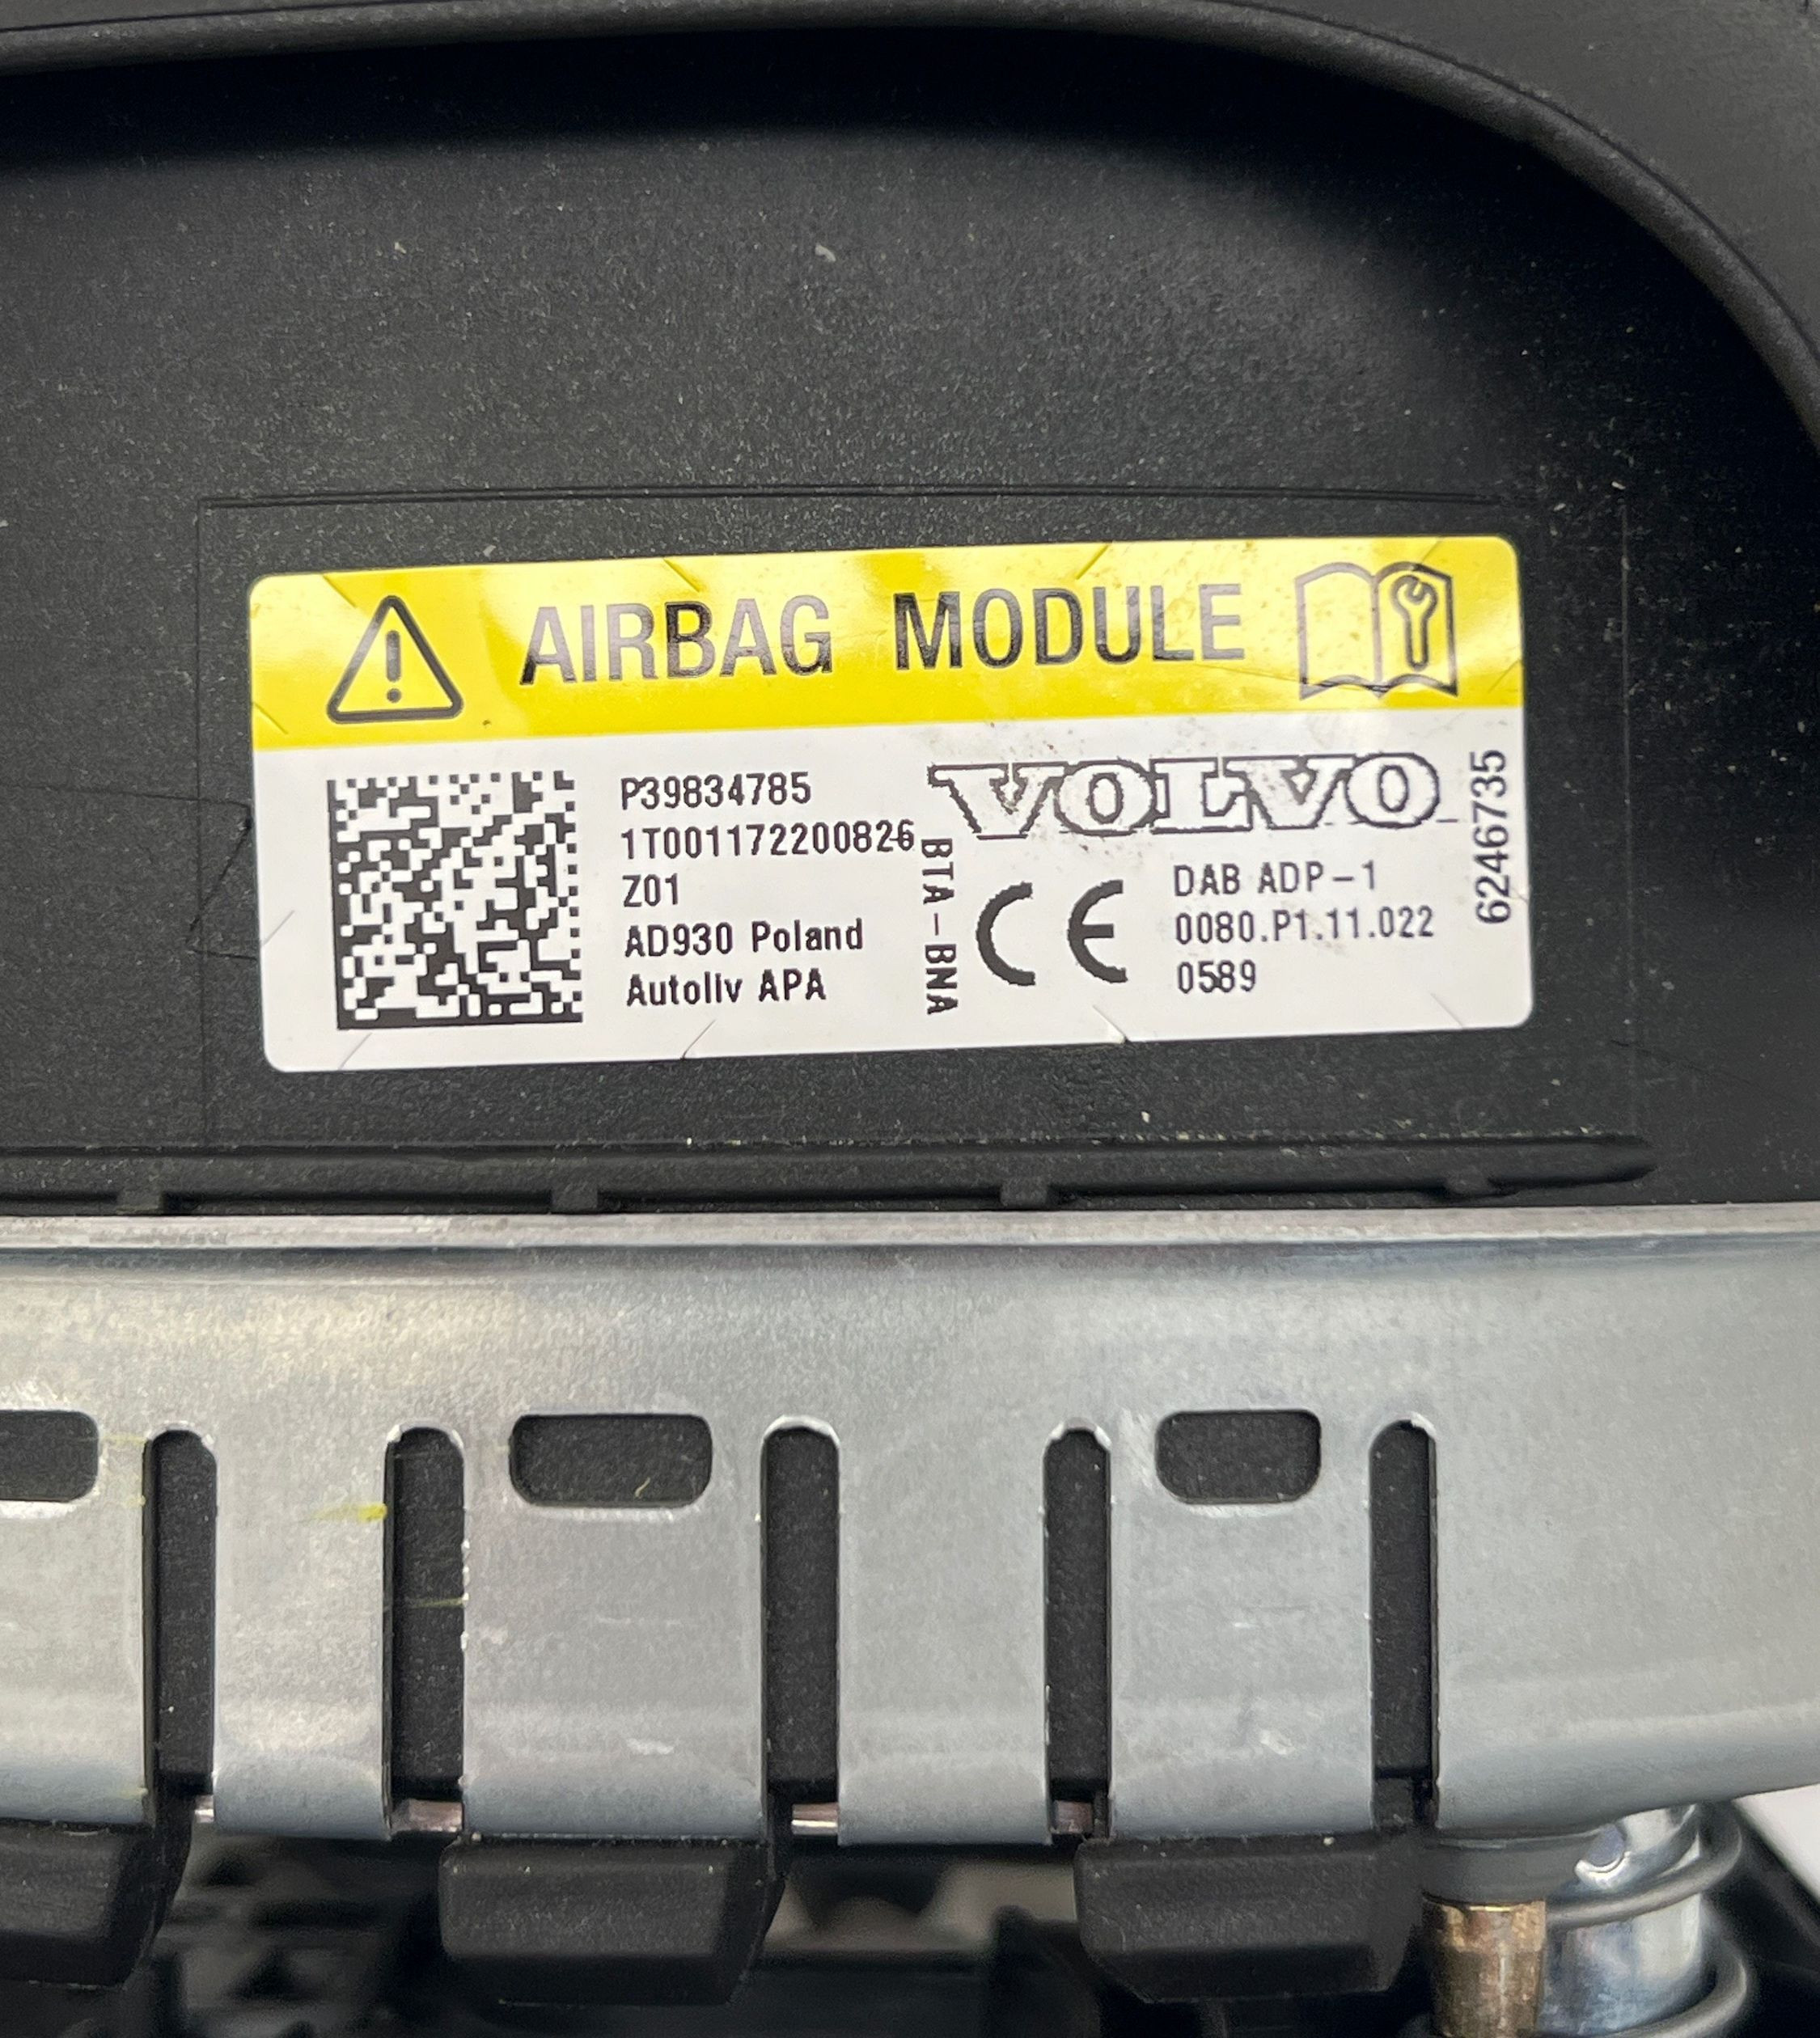 AIRBAG MODULE
P39834785
1T001172200826
Z01
AD930 Poland
Autoliv APA
BTA-BNA
VOLVO
DAB ADP-1
0080.P1.11.022
0589
CE
6246735